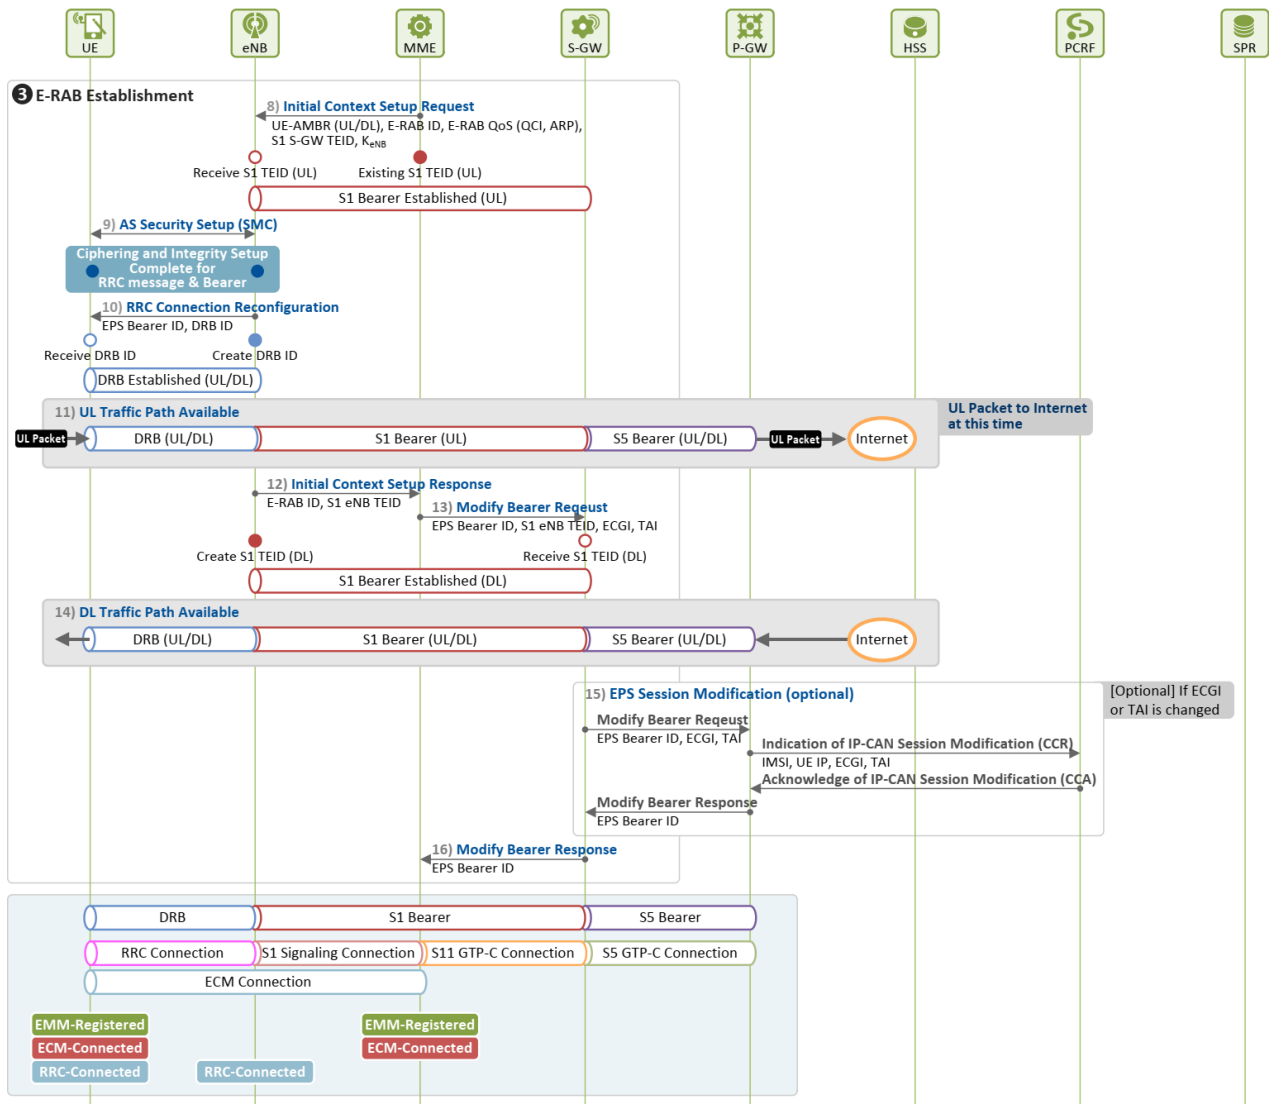 UE
eNB
MME
S-GW
P-GW
HSS
PCRF
SPR
3 E-RAB Establishment
8) Initial Context Setup Request
UE-AMBR (UL/DL), E-RAB ID, E-RAB QoS (QCI, ARP),
S1 S-GW TEID, KeNB
Receive S1 TEID (UL)
Existing S1 TEID (UL)
S1 Bearer Established (UL)
9) AS Security Setup (SMC)
Ciphering and Integrity Setup
Complete for
RRC message & Bearer
10) RRC Connection Reconfiguration
EPS Bearer ID, DRB ID
Receive DRB ID
Create DRB ID
DRB Established (UL/DL)
11) UL Traffic Path Available
UL Packet to Internet
at this time
UL Packet
DRB (UL/DL)
S1 Bearer (UL)
S5 Bearer (UL/DL)
UL Packet
Internet
12) Initial Context Setup Response
E-RAB ID, S1 eNB TEID
13) Modify Bearer Reqeust
EPS Bearer ID, S1 eNB TEID, ECGI, TAI
Create S1 TEID (DL)
Receive S1 TEID (DL)
S1 Bearer Established (DL)
14) DL Traffic Path Available
DRB (UL/DL)
S1 Bearer (UL/DL)
S5 Bearer (UL/DL)
Internet
15) EPS Session Modification (optional)
[Optional] If ECGI
or TAI is changed
Modify Bearer Reqeust
EPS Bearer ID, ECGI, TAI
Indication of IP-CAN Session Modification (CCR)
IMSI, UE IP, ECGI, TAI
Acknowledge of IP-CAN Session Modification (CCA)
Modify Bearer Response
EPS Bearer ID
16) Modify Bearer Response
EPS Bearer ID
DRB
S1 Bearer
S5 Bearer
RRC Connection
S1 Signaling Connection
S11 GTP-C Connection
S5 GTP-C Connection
ECM Connection
EMM-Registered
EMM-Registered
ECM-Connected
ECM-Connected
RRC-Connected
RRC-Connected